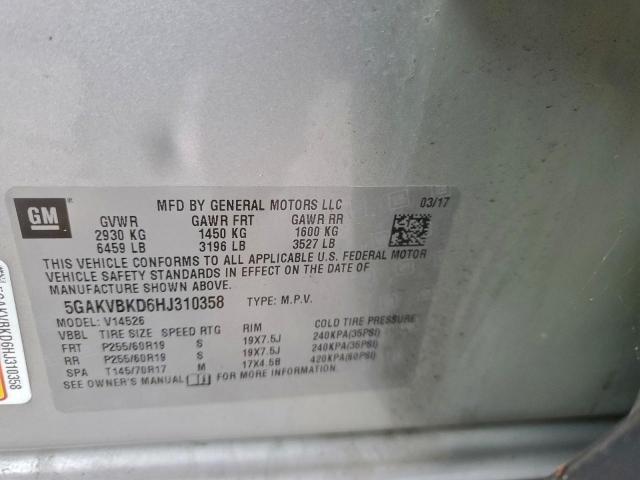 GM
MFD BY GENERAL MOTORS LLC 03/17
GVWR GAWR FRT GAWR RR
2930 KG 1450 KG 1600 KG
6459 LB 3196 LB 3527 LB
THIS VEHICLE CONFORMS TO ALL APPLICABLE U.S. FEDERAL MOTOR
VEHICLE SAFETY STANDARDS IN EFFECT ON THE DATE OF
MANUFACTURE SHOWN ABOVE.
5GAKVBKD6HJ310358 TYPE: M.P.V.
MODEL: V14526
VBBL TIRE SIZE SPEED RTG RIM COLD TIRE PRESSURE
FRT P255/60R19 S 19X7.5J 240KPA(35PSI)
RR P255/60R19 S 19X7.5J 240KPA(35PSI)
SPA T145/70R17 M 17X4.5B 420KPA(60PSI)
SEE OWNER'S MANUAL FOR MORE INFORMATION
5GAKVBKD6HJ310358